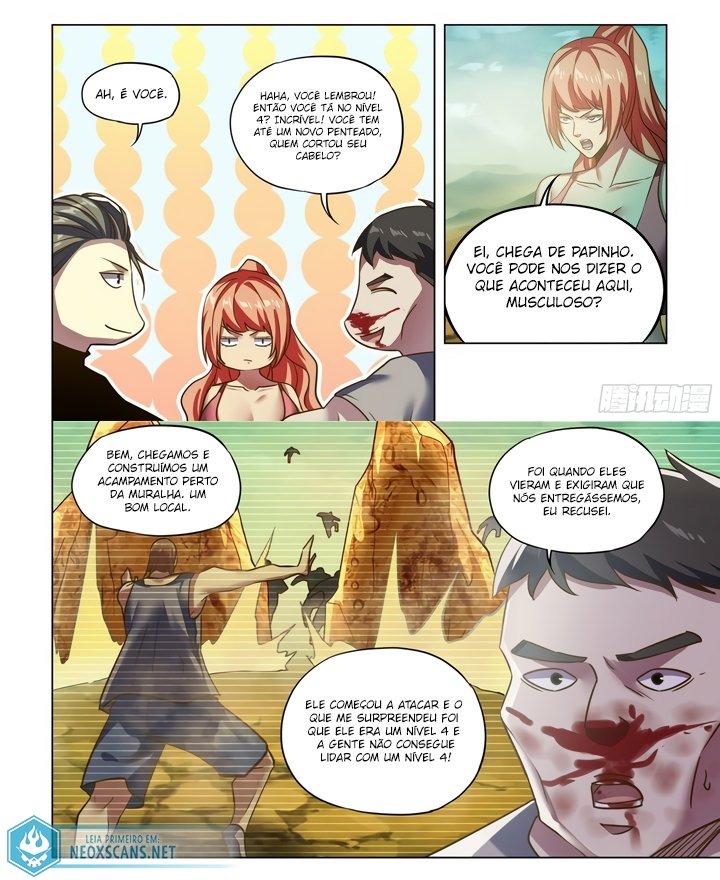 AH, É VOCÊ.
HAHA, VOCÊ LEMBROU!
ENTÃO VOCÊ TÁ NO NÍVEL
4? INCRÍVEL! VOCÊ TEM
ATÉ UM NOVO PENTEADO,
QUEM CORTOU SEU
CABELO?
EI, CHEGA DE PAPINHO.
VOCÊ PODE NOS DIZER O
QUE ACONTECEU AQUI,
MUSCULOSO?
腾讯动漫
BEM, CHEGAMOS E
CONSTRUÍMOS UM
ACAMPAMENTO PERTO
DA MURALHA. UM
BOM LOCAL.
FOI QUANDO ELES
VIERAM E EXIGIRAM QUE
NÓS ENTREGÁSSEMOS,
EU RECUSEI.
ELE COMEÇOU A ATACAR E O
QUE ME SURPREENDEU FOI
QUE ELE ERA UM NÍVEL 4 E
A GENTE NÃO CONSEGUE
LIDAR COM UM NÍVEL 4!
LEIA PRIMEIRO EM:
NEOXSCANS.NET